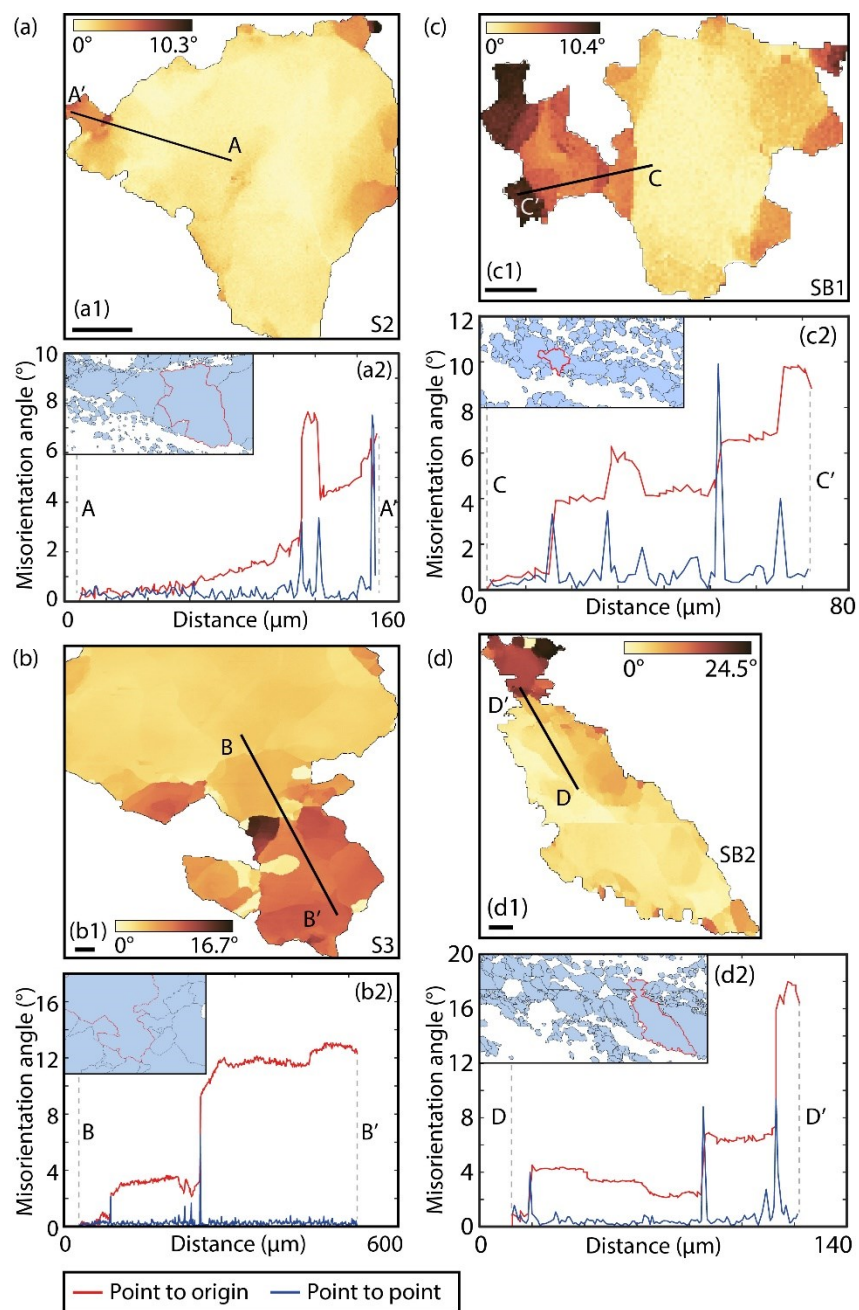 (a)
0° 10.3°
A′
A
(a1)
S2
10
8
6
4
2
0
Misorientation angle (°)
(a2)
A
A′
0 160
Distance (µm)
(b)
B
B′
(b1)
0° 16.7°
S3
16
12
8
4
0
Misorientation angle (°)
(b2)
B
B′
0 600
Distance (µm)
(c)
0° 10.4°
C
C′
(c1)
SB1
12
10
8
6
4
2
0
Misorientation angle (°)
(c2)
C
C′
0 80
Distance (µm)
(d)
0° 24.5°
D′
D
SB2
(d1)
20
16
12
8
4
0
Misorientation angle (°)
(d2)
D
D′
0 140
Distance (µm)
Point to origin Point to point